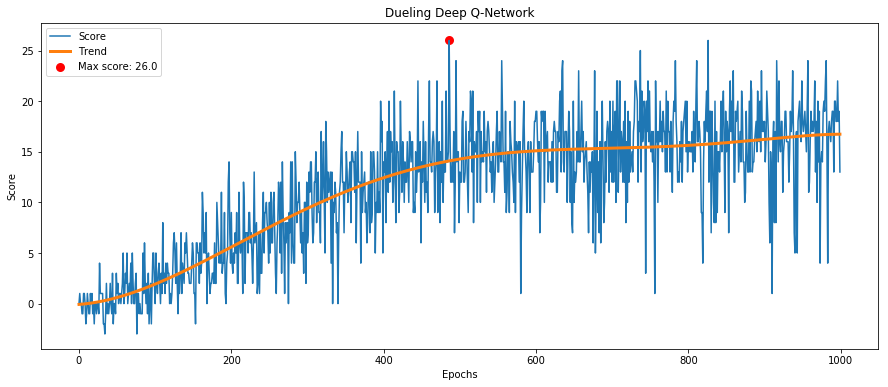 Dueling Deep Q-Network
Score
Trend
Max score: 26.0
Score
25
20
15
10
5
0
0 200 400 600 800 1000
Epochs